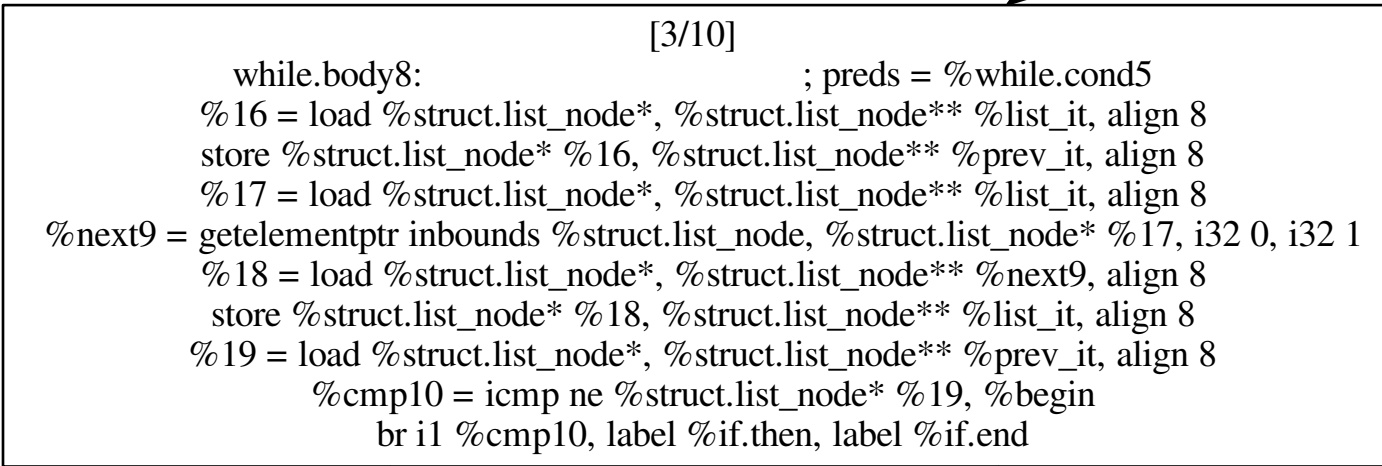 [3/10]
while.body8: ; preds = %while.cond5
%16 = load %struct.list_node*, %struct.list_node** %list_it, align 8
store %struct.list_node* %16, %struct.list_node** %prev_it, align 8
%17 = load %struct.list_node*, %struct.list_node** %list_it, align 8
%next9 = getelementptr inbounds %struct.list_node, %struct.list_node* %17, i32 0, i32 1
%18 = load %struct.list_node*, %struct.list_node** %next9, align 8
store %struct.list_node* %18, %struct.list_node** %list_it, align 8
%19 = load %struct.list_node*, %struct.list_node** %prev_it, align 8
%cmp10 = icmp ne %struct.list_node* %19, %begin
br i1 %cmp10, label %if.then, label %if.end